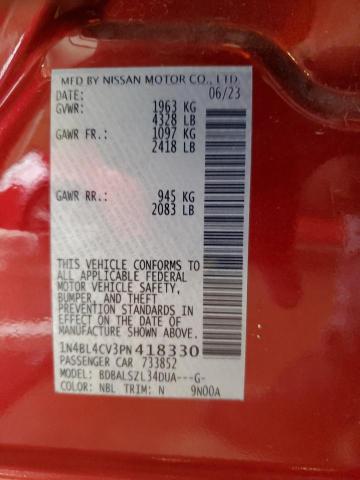 MFD BY NISSAN MOTOR CO., LTD.
DATE: 06/23
GVWR: 1963 KG
4328 LB
GAWR FR: 1097 KG
2418 LB
GAWR RR: 945 KG
2083 LB
THIS VEHICLE CONFORMS TO
ALL APPLICABLE FEDERAL
MOTOR VEHICLE SAFETY,
BUMPER, AND THEFT
PREVENTION STANDARDS IN
EFFECT ON THE DATE OF
MANUFACTURE SHOWN ABOVE.
1N4BL4CV3PN418330
PASSENGER CAR 733852
MODEL: BDBALSZL34DUA---G-
COLOR: NBL TRIM: N 9N00A